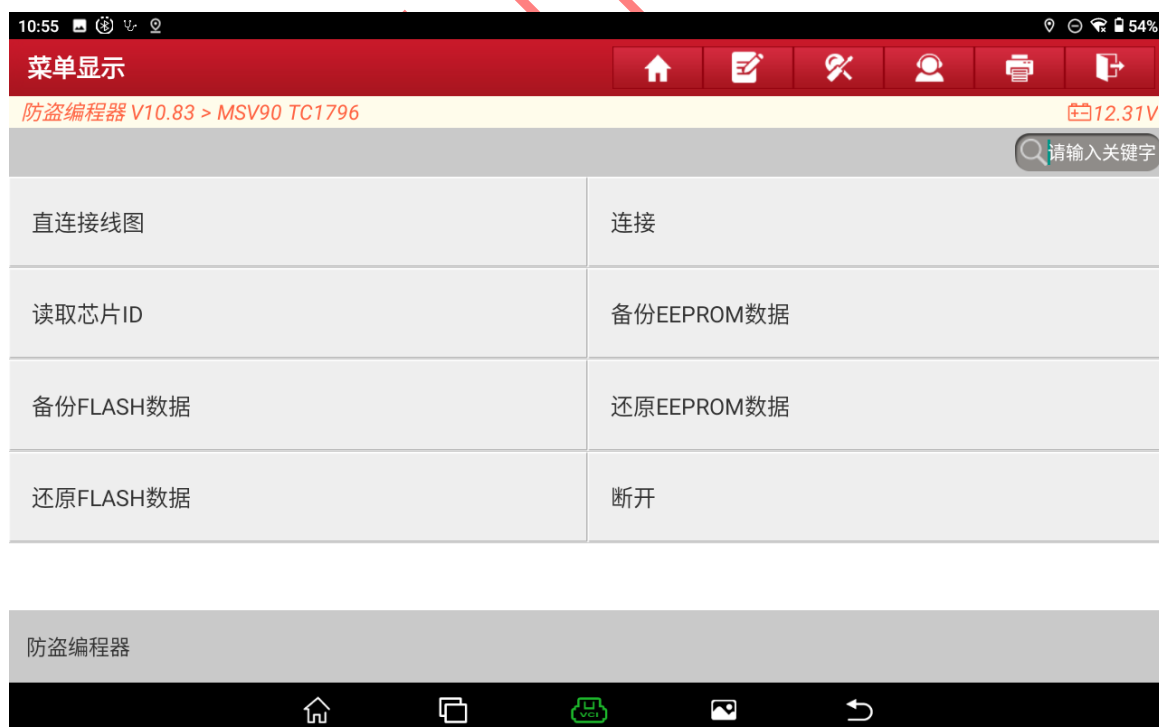 10:55 54%
菜单显示
防盗编程器 V10.83 > MSV90 TC1796 12.31V
请输入关键字
直连接线图 连接
读取芯片ID 备份EEPROM数据
备份FLASH数据 还原EEPROM数据
还原FLASH数据 断开
防盗编程器
VCI